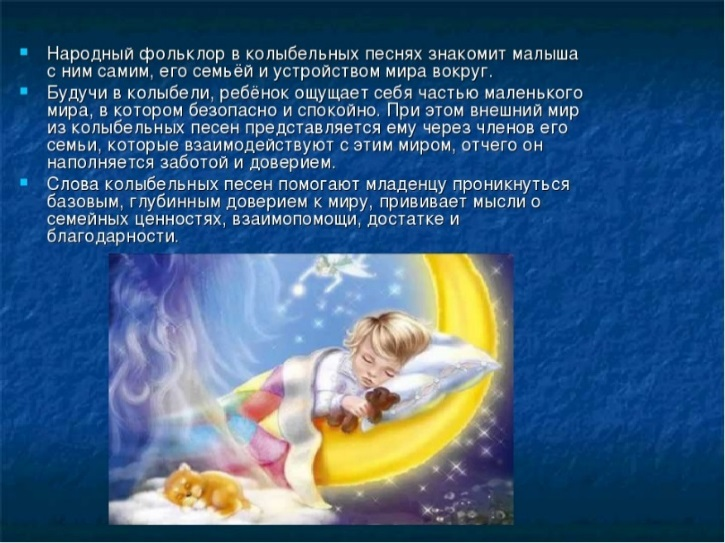 Народный фольклор в колыбельных песнях знакомит малыша
с ним самим, его семьёй и устройством мира вокруг.
Будучи в колыбели, ребёнок ощущает себя частью маленького
мира, в котором безопасно и спокойно. При этом внешний мир
из колыбельных песен представляется ему через членов его
семьи, которые взаимодействуют с этим миром, отчего он
наполняется заботой и доверием.
Слова колыбельных песен помогают младенцу проникнуться
базовым, глубинным доверием к миру, прививает мысли о
семейных ценностях, взаимопомощи, достатке и
благодарности.